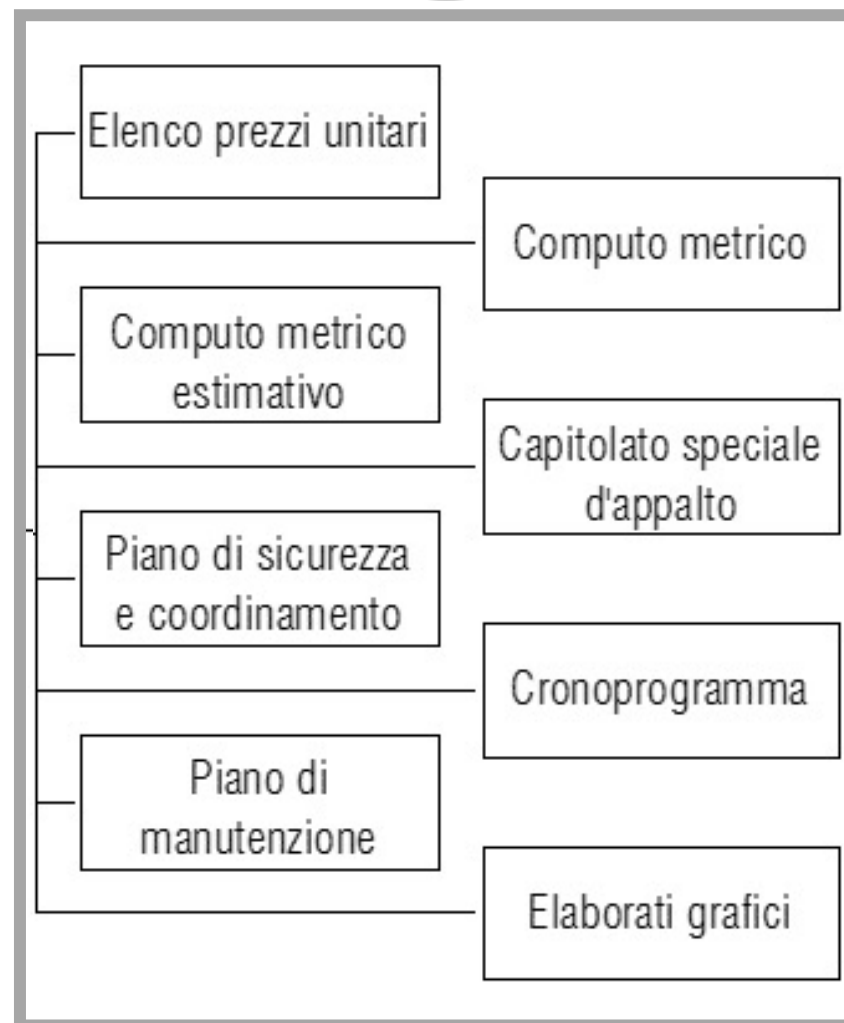 Elenco prezzi unitari
Computo metrico
Computo metrico
estimativo
Capitolato speciale
d'appalto
Piano di sicurezza
e coordinamento
Cronoprogramma
Piano di
manutenzione
Elaborati grafici